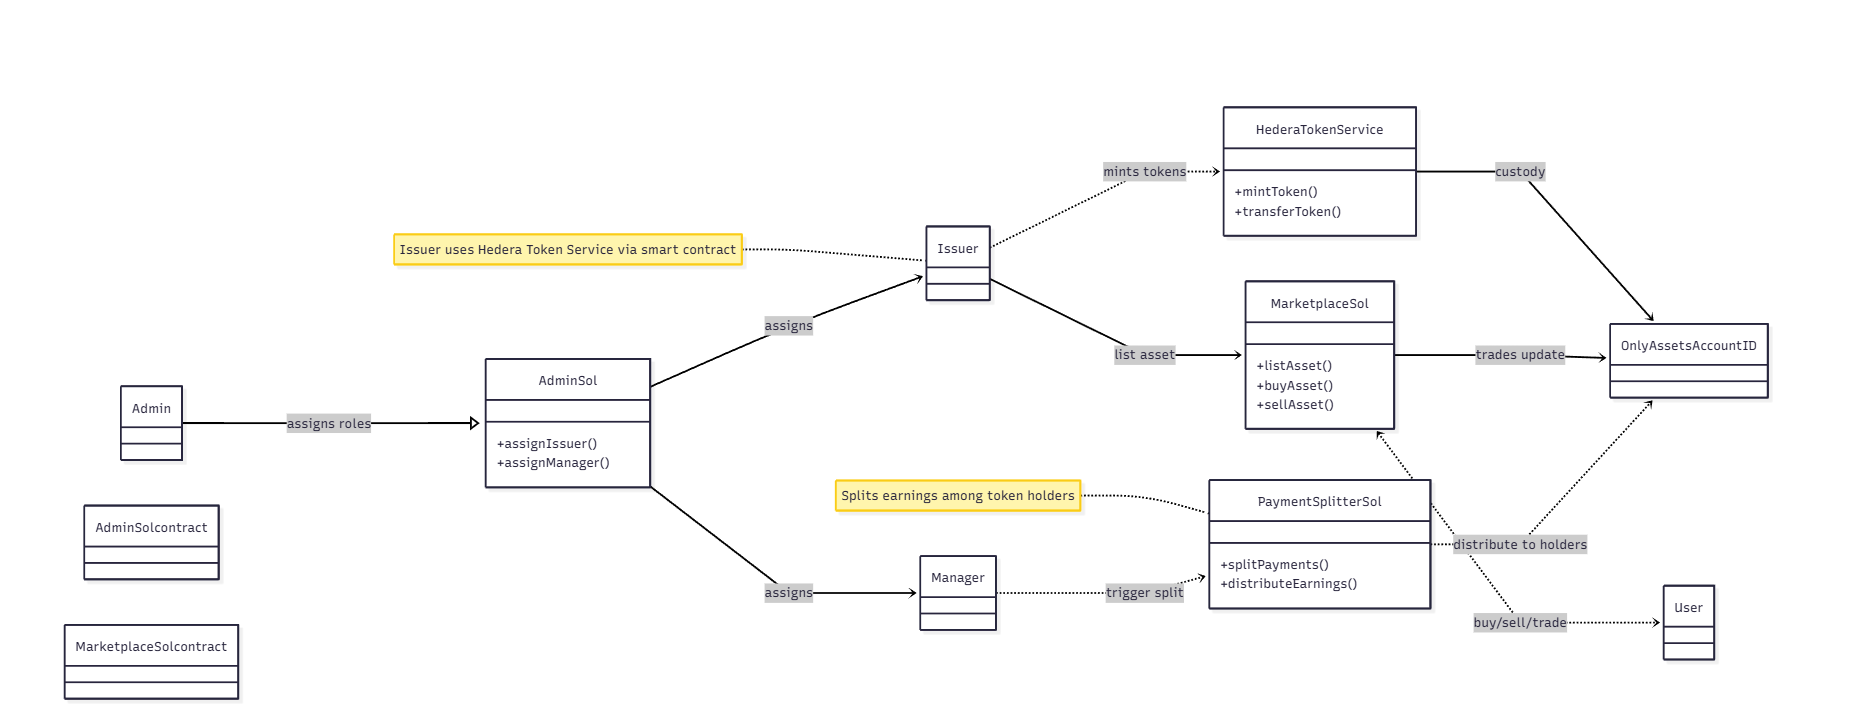 HederaTokenService
+mintToken()
+transferToken()
mints tokens
custody
Issuer uses Hedera Token Service via smart contract
Issuer
MarketplaceSol
+listAsset()
+buyAsset()
+sellAsset()
assigns
list asset
trades update
OnlyAssetsAccountID
Admin
assigns roles
AdminSol
+assignIssuer()
+assignManager()
Splits earnings among token holders
PaymentSplitterSol
+splitPayments()
+distributeEarnings()
distribute to holders
AdminSolcontract
assigns
Manager
trigger split
buy/sell/trade
User
MarketplaceSolcontract